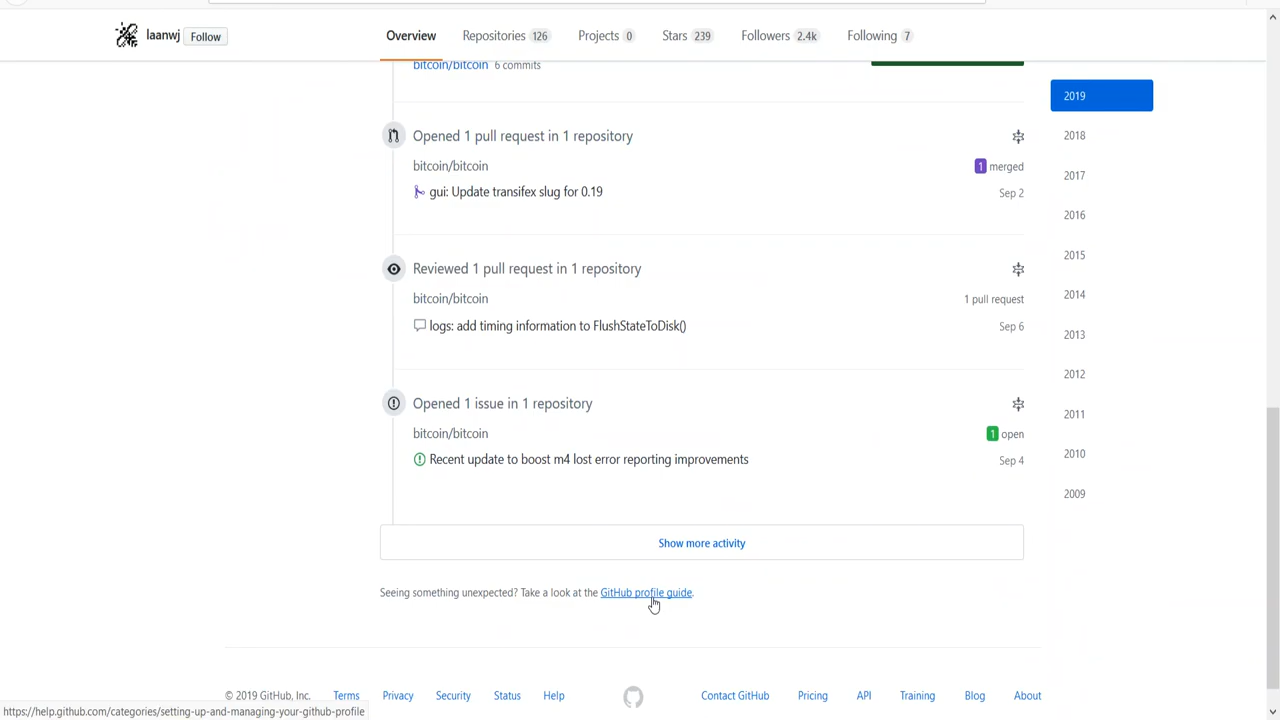 laanwj Follow Overview Repositories 126 Projects 0 Stars 239 Followers 2.4k Following 7
bitcoin/bitcoin 6 commits
2019
Opened 1 pull request in 1 repository
2018
bitcoin/bitcoin 1 merged
2017
gui: Update transifex slug for 0.19 Sep 2
2016
2015
Reviewed 1 pull request in 1 repository
bitcoin/bitcoin 1 pull request
2014
logs: add timing information to FlushStateToDisk() Sep 6
2013
2012
Opened 1 issue in 1 repository
2011
bitcoin/bitcoin 1 open
2010
Recent update to boost m4 lost error reporting improvements Sep 4
2009
Show more activity
Seeing something unexpected? Take a look at the GitHub profile guide.
© 2019 GitHub, Inc. Terms Privacy Security Status Help Contact GitHub Pricing API Training Blog About
https://help.github.com/categories/setting-up-and-managing-your-github-profile